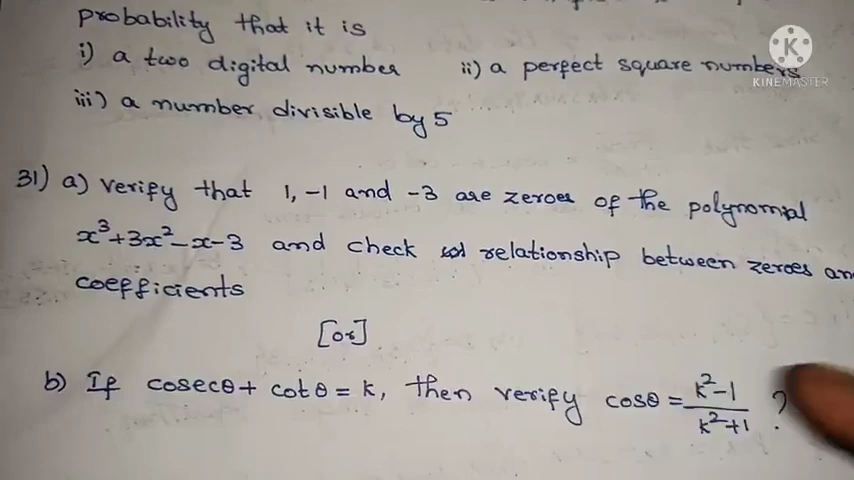 probability that it is
i) a two digital number ii) a perfect square numbers
iii) a number divisible by 5
K
KINEMASTER
31) a) verify that 1, -1 and -3 are zeroes of the polynomial
x³+3x²-x-3 and check relationship between zeroes an
coefficients
[or]
b) If cosecθ + cotθ = k, then verify cosθ = k²-1/k²+1 ?